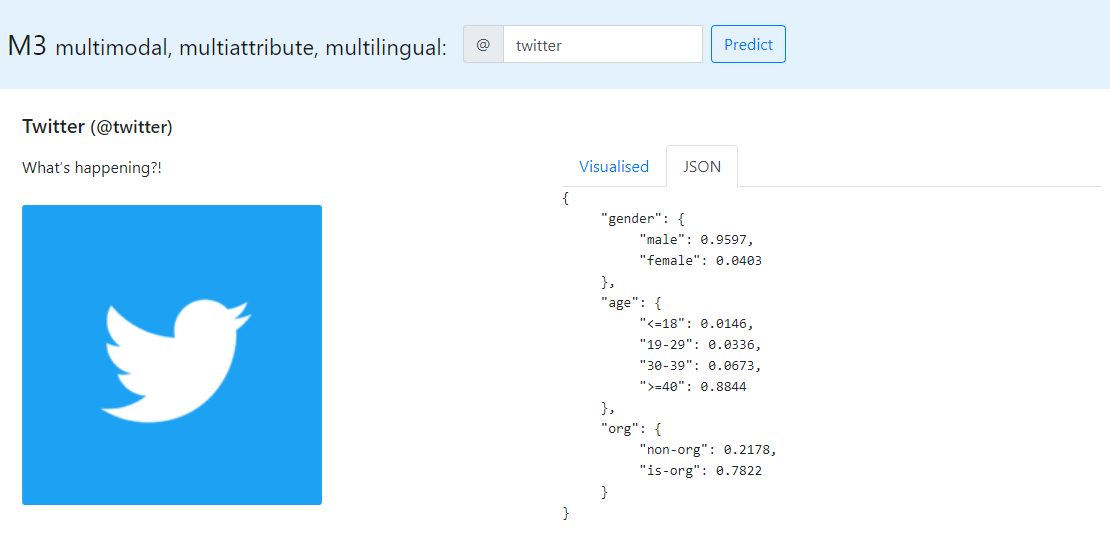 M3 multimodal, multiattribute, multilingual:
@ twitter Predict
Twitter (@twitter)
What's happening?!
Visualised JSON
{
"gender": {
"male": 0.9597,
"female": 0.0403
},
"age": {
"<=18": 0.0146,
"19-29": 0.0336,
"30-39": 0.0673,
">=40": 0.8844
},
"org": {
"non-org": 0.2178,
"is-org": 0.7822
}
}